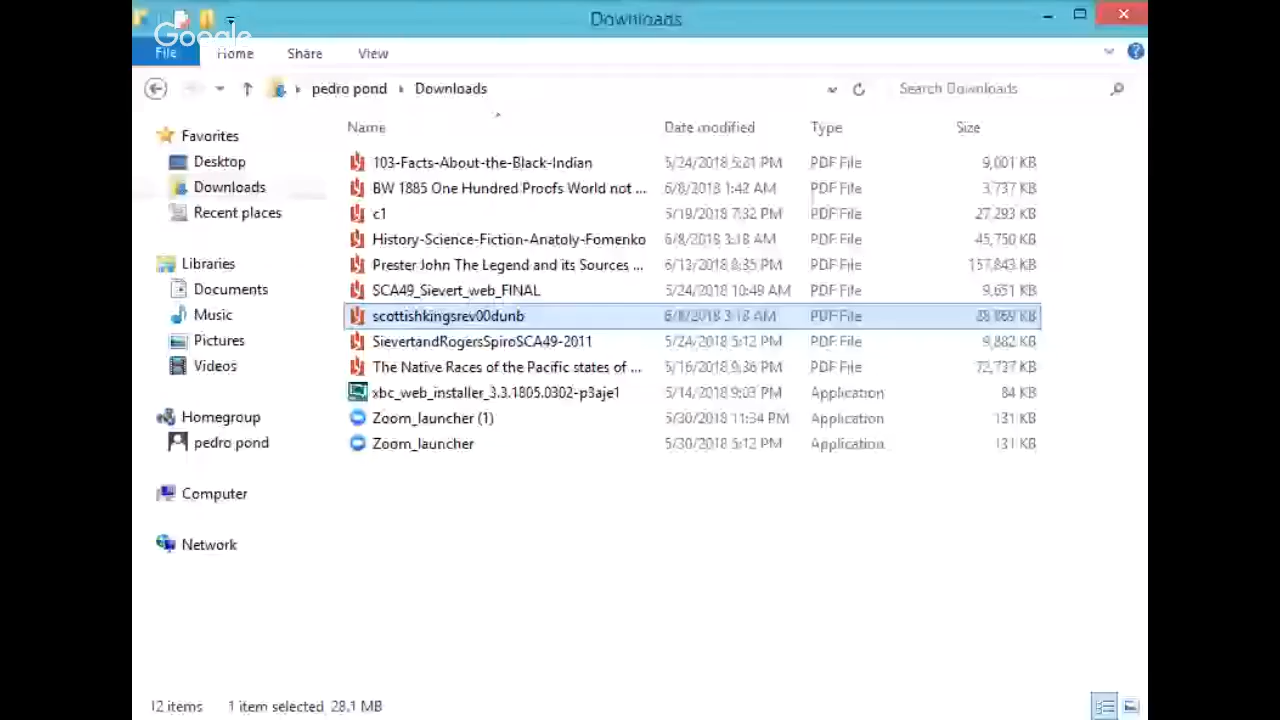 Downloads
Google
File Home Share View
pedro pond Downloads Search Downloads
Name Date modified Type Size
Favorites
Desktop
Downloads
Recent places
Libraries
Documents
Music
Pictures
Videos
Homegroup
pedro pond
Computer
Network
103-Facts-About-the-Black-Indian 5/24/2018 5:21 PM PDF File 9,001 KB
BW 1885 One Hundred Proofs World not ... 6/8/2018 1:42 AM PDF File 3,737 KB
c1 5/19/2018 7:32 PM PDF File 27,293 KB
History-Science-Fiction-Anatoly-Fomenko 6/8/2018 3:18 AM PDF File 45,750 KB
Prester John The Legend and its Sources ... 6/13/2018 8:35 PM PDF File 157,843 KB
SCA49_Sievert_web_FINAL 5/24/2018 10:49 AM PDF File 9,651 KB
scottishkingsrev00dunb 6/8/2018 3:18 AM PDF File KB
SievertandRogersSpiroSCA49-2011 5/24/2018 5:12 PM PDF File 9,882 KB
The Native Races of the Pacific states of ... 5/16/2018 9:36 PM PDF File 72,737 KB
xbc_web_installer_3.3.1805.0302-p3aje1 5/14/2018 9:03 PM Application 84 KB
Zoom_launcher (1) 5/30/2018 11:34 PM Application 131 KB
Zoom_launcher 5/30/2018 5:12 PM Application 131 KB
12 items 1 item selected 28.1 MB